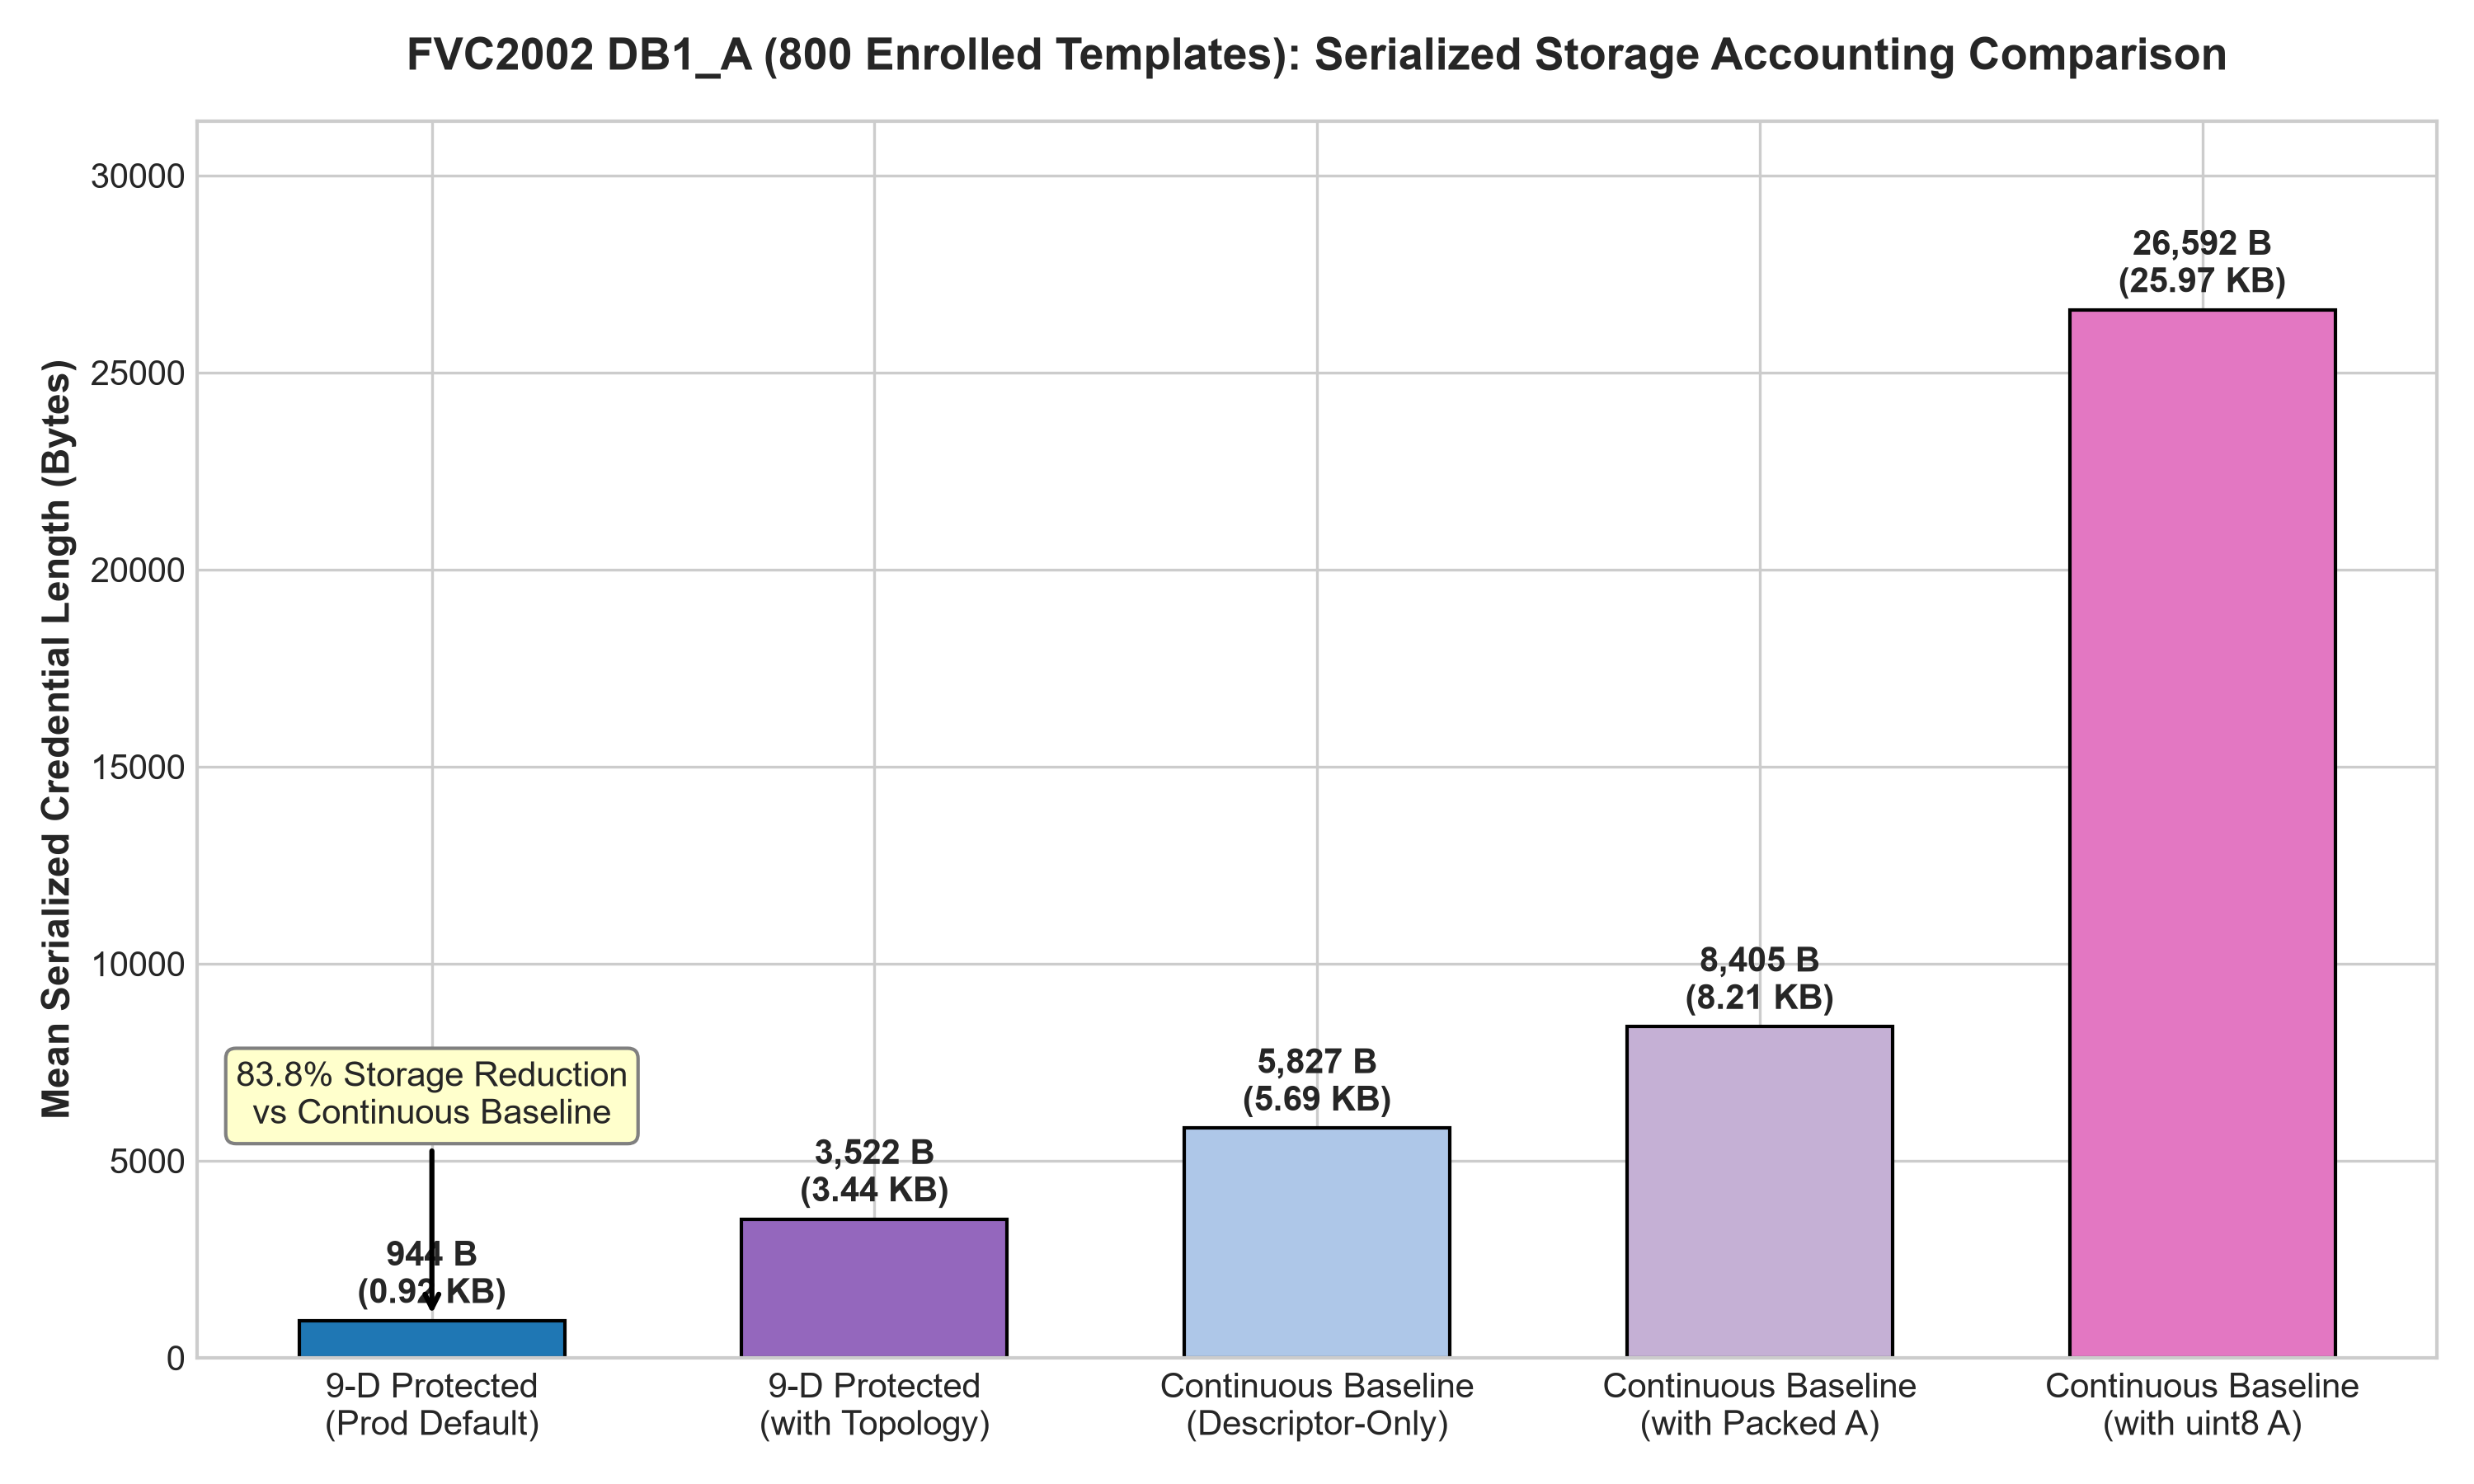 FVC2002 DB1_A (800 Enrolled Templates): Serialized Storage Accounting Comparison
Mean Serialized Credential Length (Bytes)
30000
25000
20000
15000
10000
5000
0
83.8% Storage Reduction
vs Continuous Baseline
944 B
(0.92 KB)
3,522 B
(3.44 KB)
5,827 B
(5.69 KB)
8,405 B
(8.21 KB)
26,592 B
(25.97 KB)
9-D Protected
(Prod Default)
9-D Protected
(with Topology)
Continuous Baseline
(Descriptor-Only)
Continuous Baseline
(with Packed A)
Continuous Baseline
(with uint8 A)